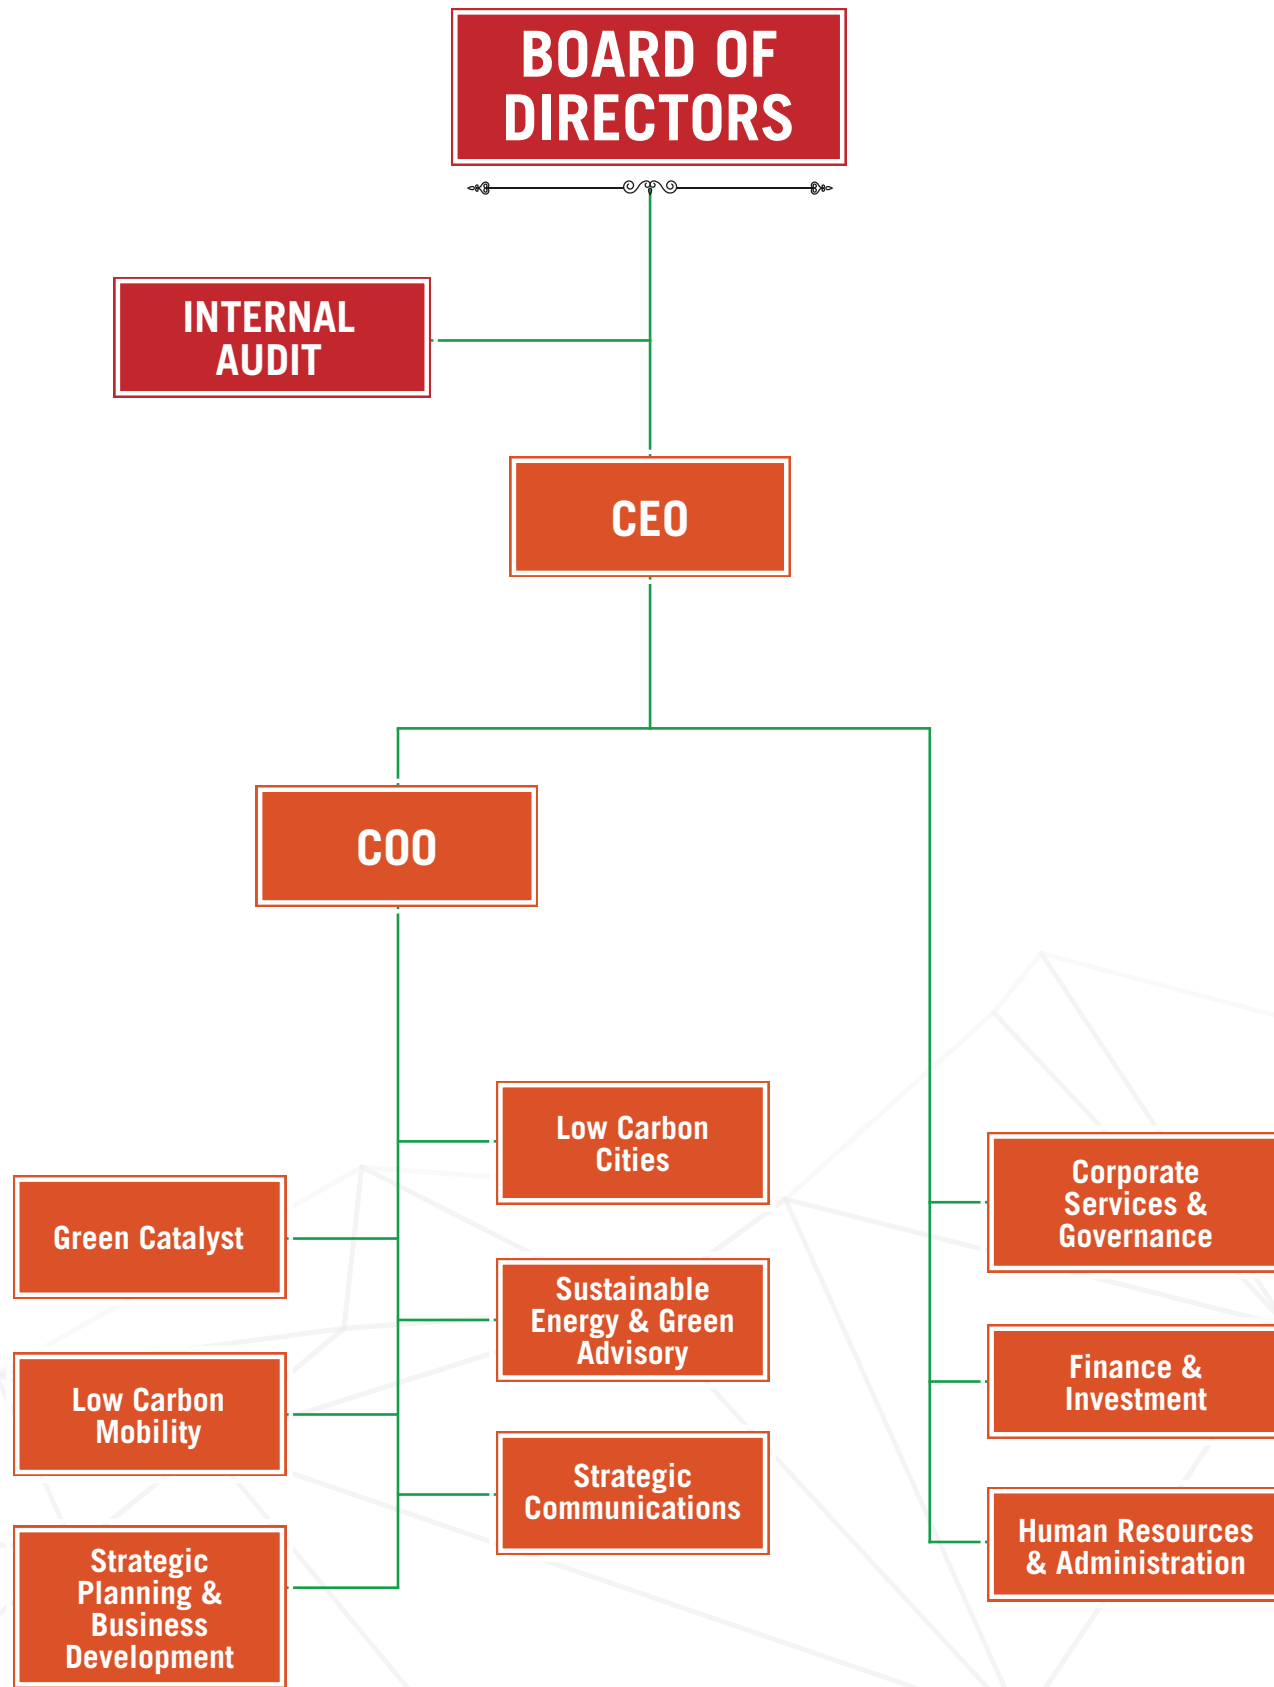 BOARD OF
DIRECTORS
INTERNAL
AUDIT
CEO
COO
Low Carbon
Cities
Green Catalyst
Sustainable
Energy & Green
Advisory
Low Carbon
Mobility
Strategic
Communications
Strategic
Planning &
Business
Development
Corporate
Services &
Governance
Finance &
Investment
Human Resources
& Administration